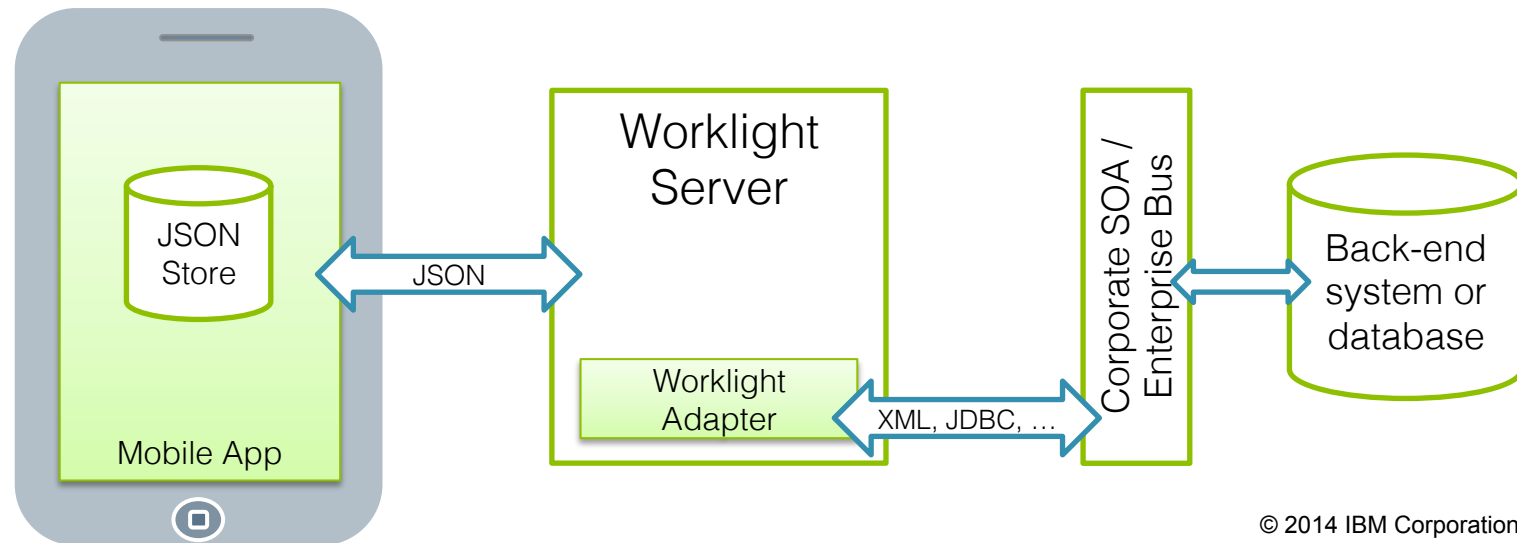 JSON
Store
Mobile App
JSON
Worklight
Server
Worklight
Adapter
XML, JDBC, …
Corporate SOA /
Enterprise Bus
Back-end
system or
database
© 2014 IBM Corporation